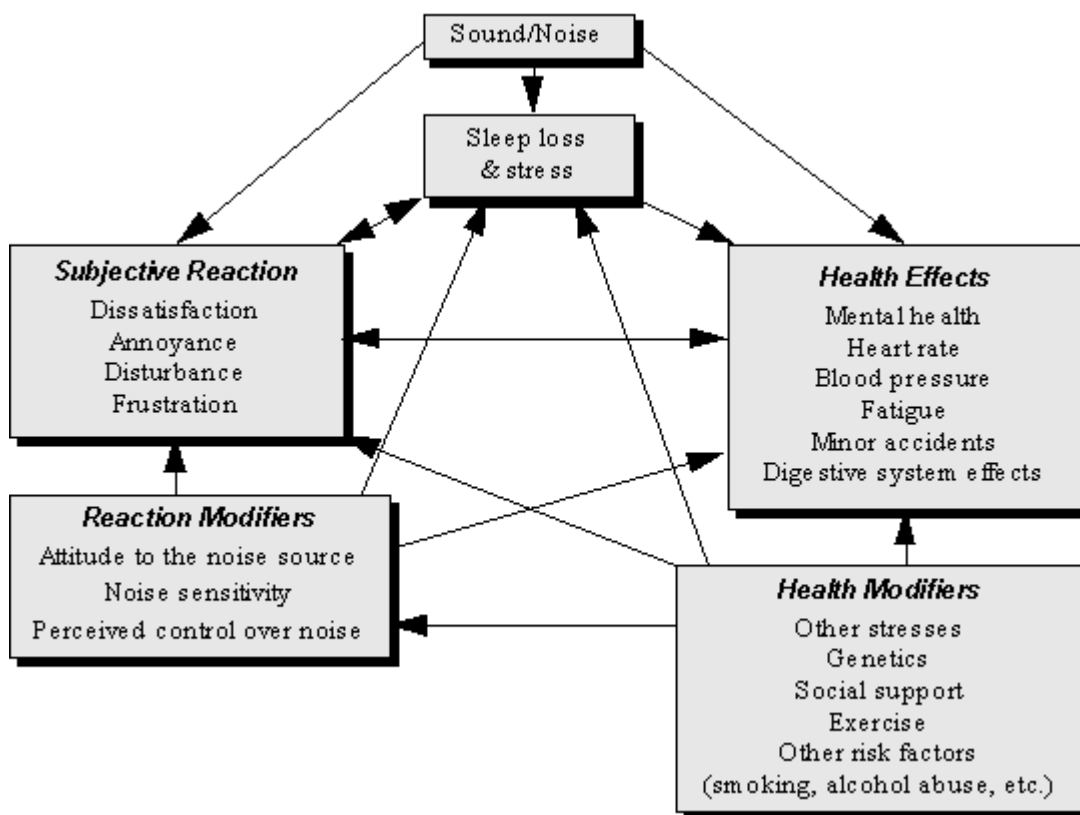 Sound/Noise
Sleep loss
& stress
Subjective Reaction
Dissatisfaction
Annoyance
Disturbance
Frustration
Health Effects
Mental health
Heart rate
Blood pressure
Fatigue
Minor accidents
Digestive system effects
Reaction Modifiers
Attitude to the noise source
Noise sensitivity
Perceived control over noise
Health Modifiers
Other stresses
Genetics
Social support
Exercise
Other risk factors
(smoking, alcohol abuse, etc.)